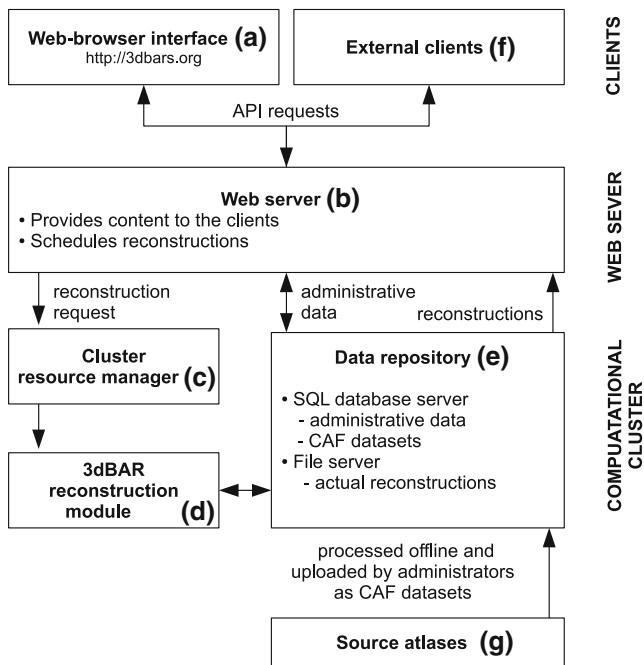 Web-browser interface (a)
http://3dbars.org
External clients (f)
CLIENTS
API requests
Web server (b)
• Provides content to the clients
• Schedules reconstructions
WEB SEVER
reconstruction
request
administrative
data
reconstructions
Cluster
resource manager (c)
Data repository (e)
• SQL database server
- administrative data
- CAF datasets
• File server
- actual reconstructions
COMPUATATIONAL
CLUSTER
3dBAR
reconstruction
module (d)
processed offline and
uploaded by administrators
as CAF datasets
Source atlases (g)